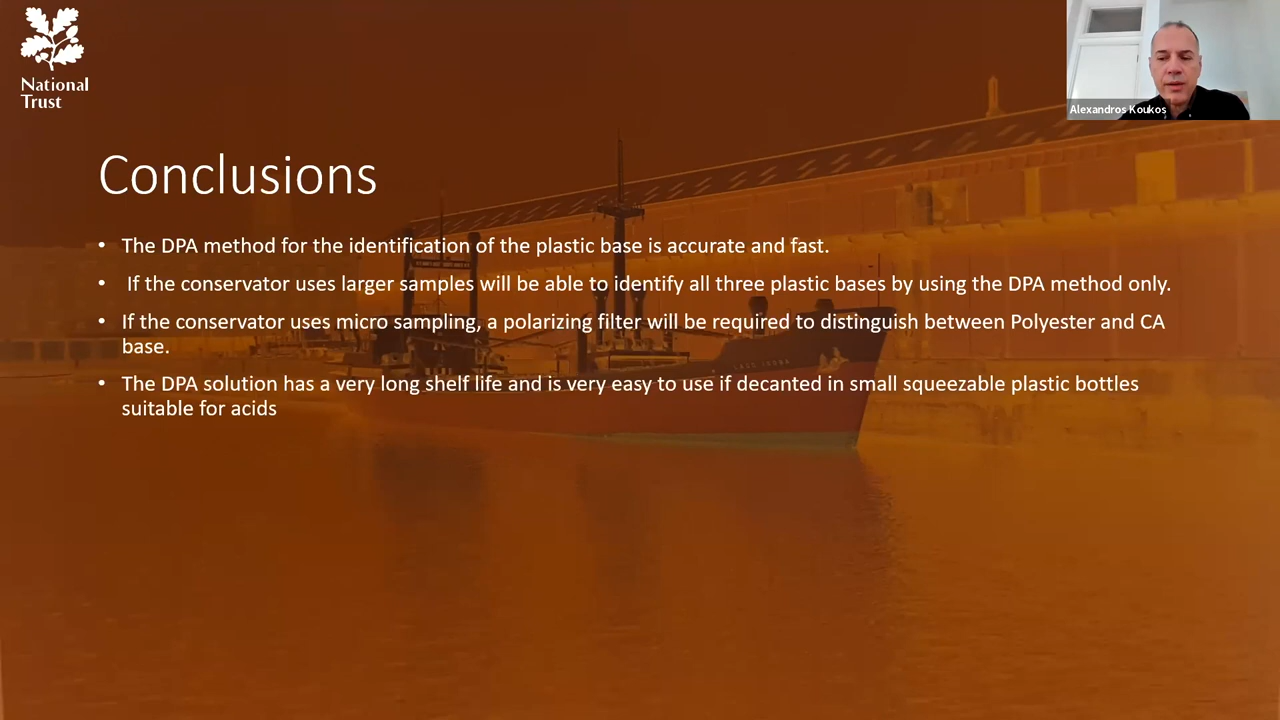 National
Trust
Alexandros Koukos
Conclusions
• The DPA method for the identification of the plastic base is accurate and fast.
• If the conservator uses larger samples will be able to identify all three plastic bases by using the DPA method only.
• If the conservator uses micro sampling, a polarizing filter will be required to distinguish between Polyester and CA
base.
• The DPA solution has a very long shelf life and is very easy to use if decanted in small squeezable plastic bottles
suitable for acids